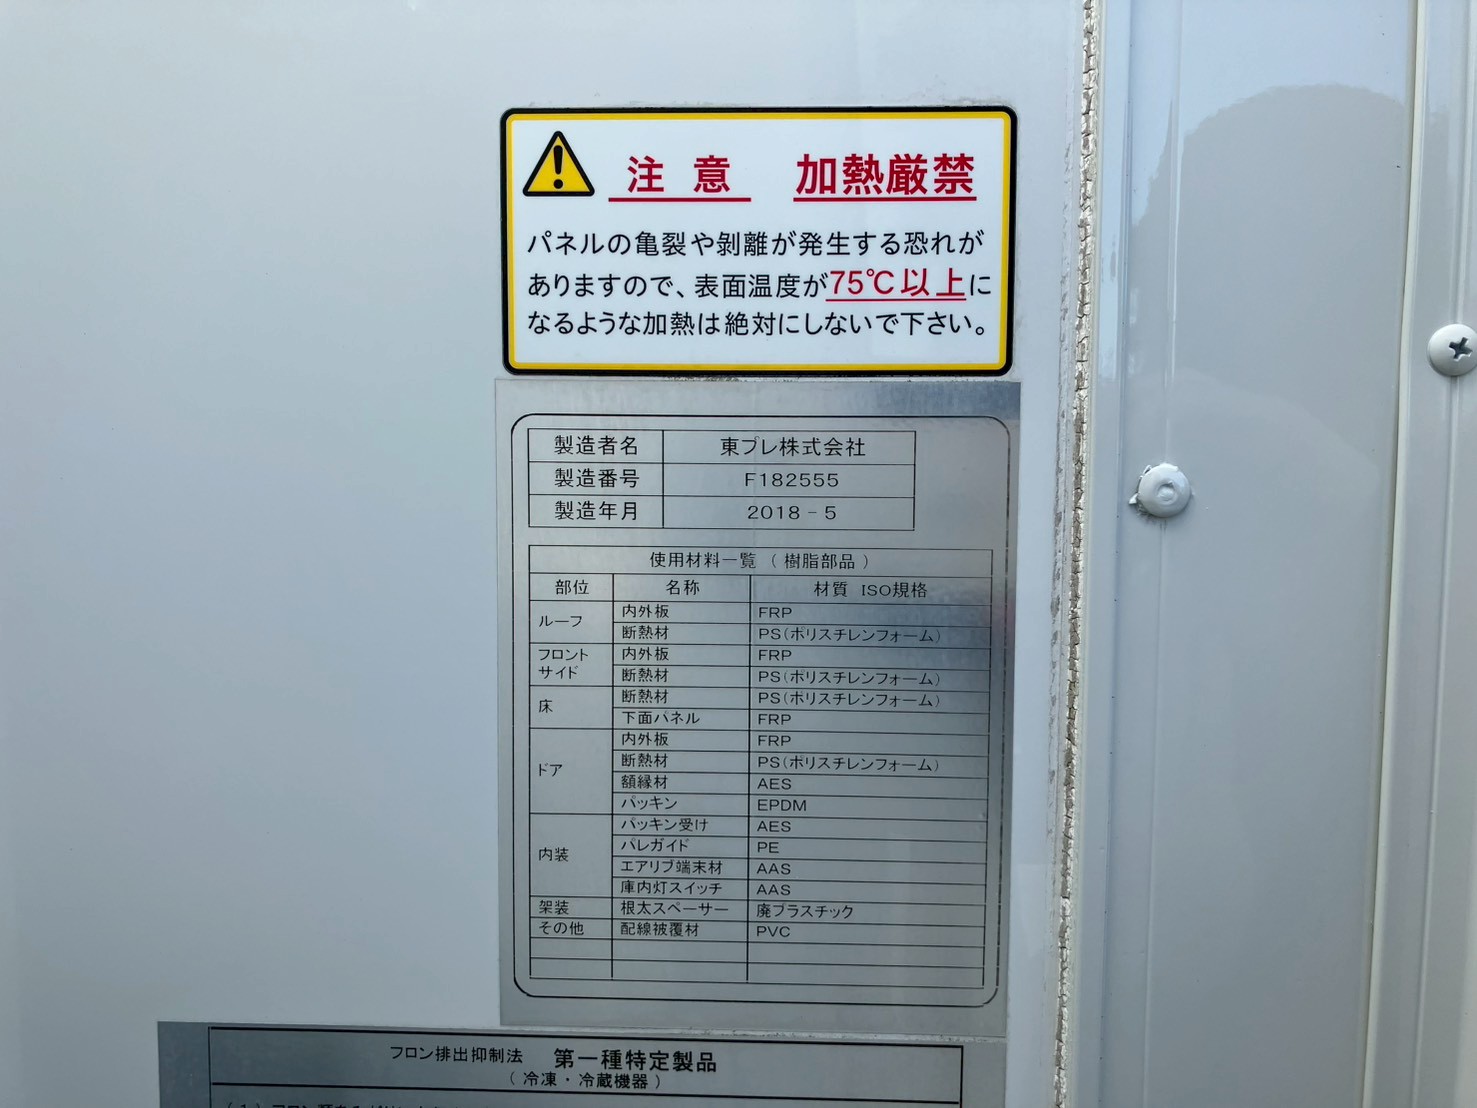 注 意 加熱厳禁
パネルの亀裂や剝離が発生する恐れが
ありますので、表面温度が75℃以上に
なるような加熱は絶対にしないで下さい。
製造者名 東プレ株式会社
製造番号 F182555
製造年月 2018 - 5
使用材料一覧 ( 樹脂部品 )
部位 名称 材質 ISO規格
ルーフ 内外板 FRP
断熱材 PS(ポリスチレンフォーム)
フロント サイド 内外板 FRP
断熱材 PS(ポリスチレンフォーム)
床 断熱材 PS(ポリスチレンフォーム)
下面パネル FRP
ドア 内外板 FRP
断熱材 PS(ポリスチレンフォーム)
額縁材 AES
パッキン EPDM
内装 パッキン受け AES
パレガイド PE
エアリブ端末材 AAS
庫内灯スイッチ AAS
架装 根太スペーサー 廃プラスチック
その他 配線被覆材 PVC
フロン排出抑制法 第一種特定製品
( 冷凍・冷蔵機器 )